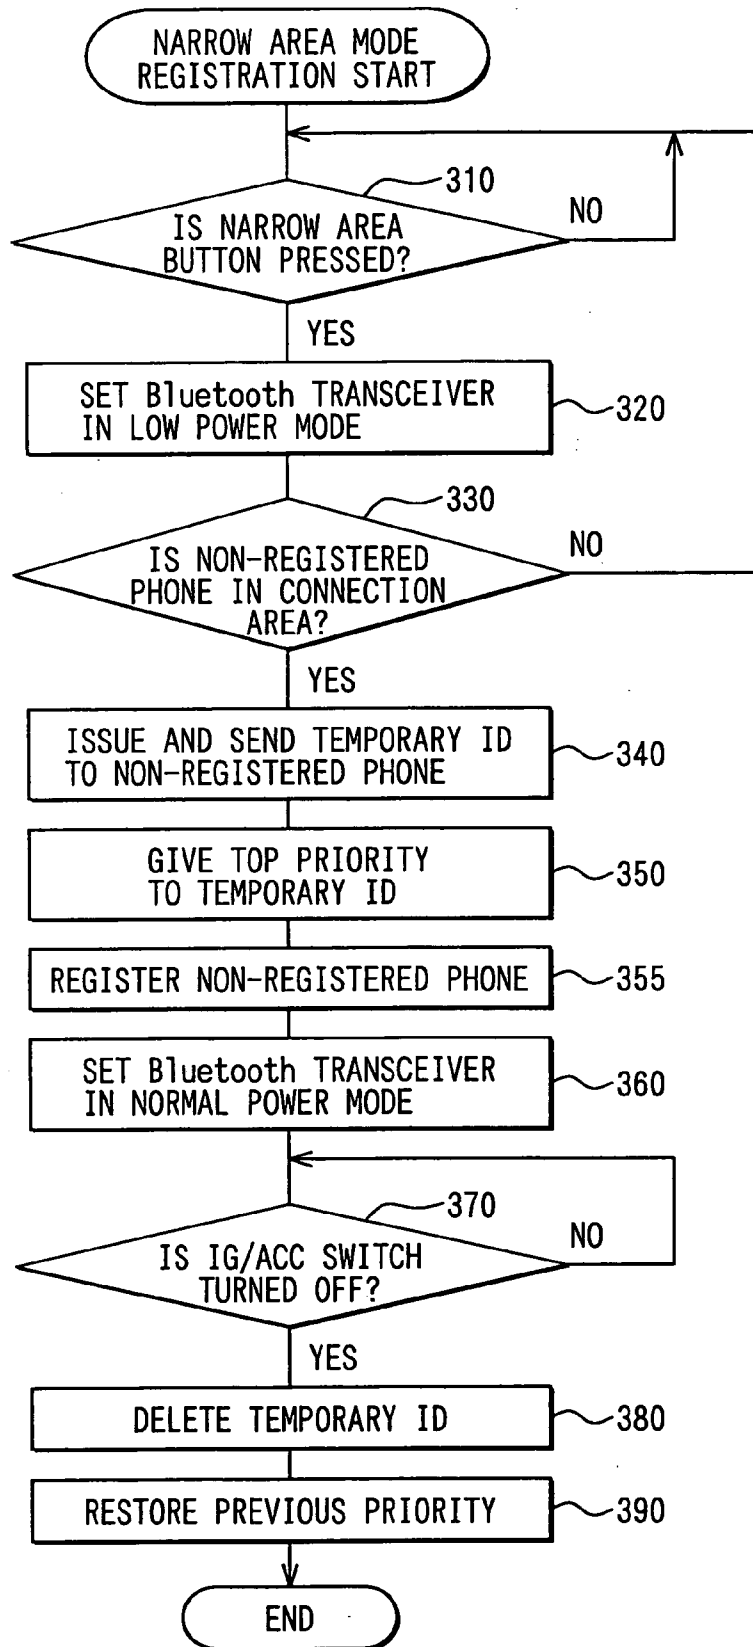 NARROW AREA MODE
REGISTRATION START
310
IS NARROW AREA
BUTTON PRESSED?
NO
YES
SET Bluetooth TRANSCEIVER
IN LOW POWER MODE
320
330
IS NON-REGISTERED
PHONE IN CONNECTION
AREA?
NO
YES
ISSUE AND SEND TEMPORARY ID
TO NON-REGISTERED PHONE
340
GIVE TOP PRIORITY
TO TEMPORARY ID
350
REGISTER NON-REGISTERED PHONE
355
SET Bluetooth TRANSCEIVER
IN NORMAL POWER MODE
360
370
IS IG/ACC SWITCH
TURNED OFF?
NO
YES
DELETE TEMPORARY ID
380
RESTORE PREVIOUS PRIORITY
390
END